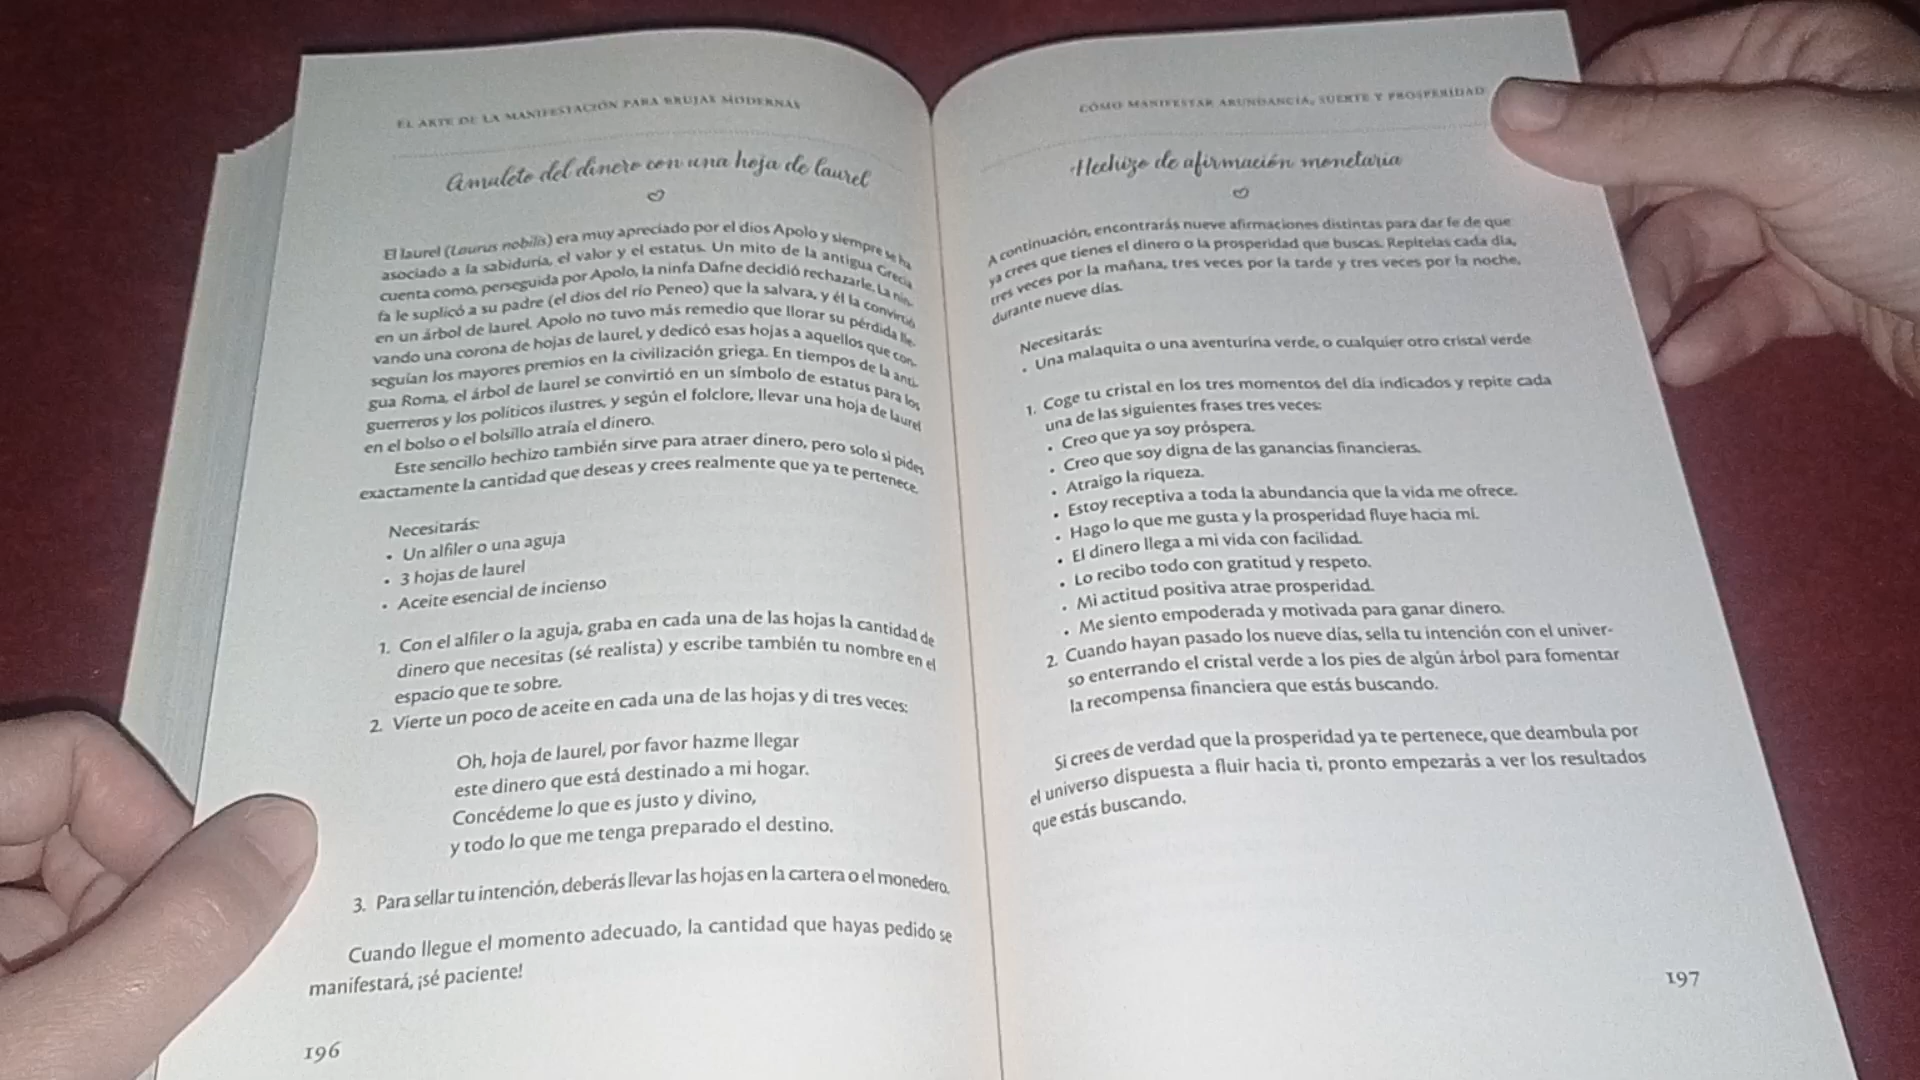 EL ARTE DE LA MANIFESTACIÓN PARA BRUJAS MODERNAS
Amuleto del dinero con una hoja de laurel
El laurel (Laurus nobilis) era muy apreciado por el dios Apolo y siempre se ha
asociado a la sabiduría, el valor y el estatus. Un mito de la antigua Grecia
cuenta como, perseguida por Apolo, la ninfa Dafne decidió rechazarle. La nin-
fa le suplicó a su padre (el dios del río Peneo) que la salvara, y él la convirtió
en un árbol de laurel. Apolo no tuvo más remedio que llorar su pérdida lle-
vando una corona de hojas de laurel, y dedicó esas hojas a aquellos que con-
seguían los mayores premios en la civilización griega. En tiempos de la anti-
gua Roma, el árbol de laurel se convirtió en un símbolo de estatus para los
guerreros y los políticos ilustres, y según el folclore, llevar una hoja de laurel
en el bolso o el bolsillo atraía el dinero.
Este sencillo hechizo también sirve para atraer dinero, pero solo si pides
exactamente la cantidad que deseas y crees realmente que ya te pertenece.
Necesitarás:
• Un alfiler o una aguja
• 3 hojas de laurel
• Aceite esencial de incienso
1. Con el alfiler o la aguja, graba en cada una de las hojas la cantidad de
dinero que necesitas (sé realista) y escribe también tu nombre en el
espacio que te sobre.
2. Vierte un poco de aceite en cada una de las hojas y di tres veces:
Oh, hoja de laurel, por favor hazme llegar
este dinero que está destinado a mi hogar.
Concédeme lo que es justo y divino,
y todo lo que me tenga preparado el destino.
3. Para sellar tu intención, deberás llevar las hojas en la cartera o el monedero.
Cuando llegue el momento adecuado, la cantidad que hayas pedido se
manifestará, ¡sé paciente!
196
CÓMO MANIFESTAR ABUNDANCIA, SUERTE Y PROSPERIDAD
Hechizo de afirmación monetaria
A continuación, encontrarás nueve afirmaciones distintas para dar fe de que
ya crees que tienes el dinero o la prosperidad que buscas. Repítelas cada día,
tres veces por la mañana, tres veces por la tarde y tres veces por la noche,
durante nueve días.
Necesitarás:
• Una malaquita o una aventurina verde, o cualquier otro cristal verde
1. Coge tu cristal en los tres momentos del día indicados y repite cada
una de las siguientes frases tres veces:
• Creo que ya soy próspera.
• Creo que soy digna de las ganancias financieras.
• Atraigo la riqueza.
• Estoy receptiva a toda la abundancia que la vida me ofrece.
• Hago lo que me gusta y la prosperidad fluye hacia mí.
• El dinero llega a mi vida con facilidad.
• Lo recibo todo con gratitud y respeto.
• Mi actitud positiva atrae prosperidad.
• Me siento empoderada y motivada para ganar dinero.
2. Cuando hayan pasado los nueve días, sella tu intención con el univer-
so enterrando el cristal verde a los pies de algún árbol para fomentar
la recompensa financiera que estás buscando.
Si crees de verdad que la prosperidad ya te pertenece, que deambula por
el universo dispuesta a fluir hacia ti, pronto empezarás a ver los resultados
que estás buscando.
197